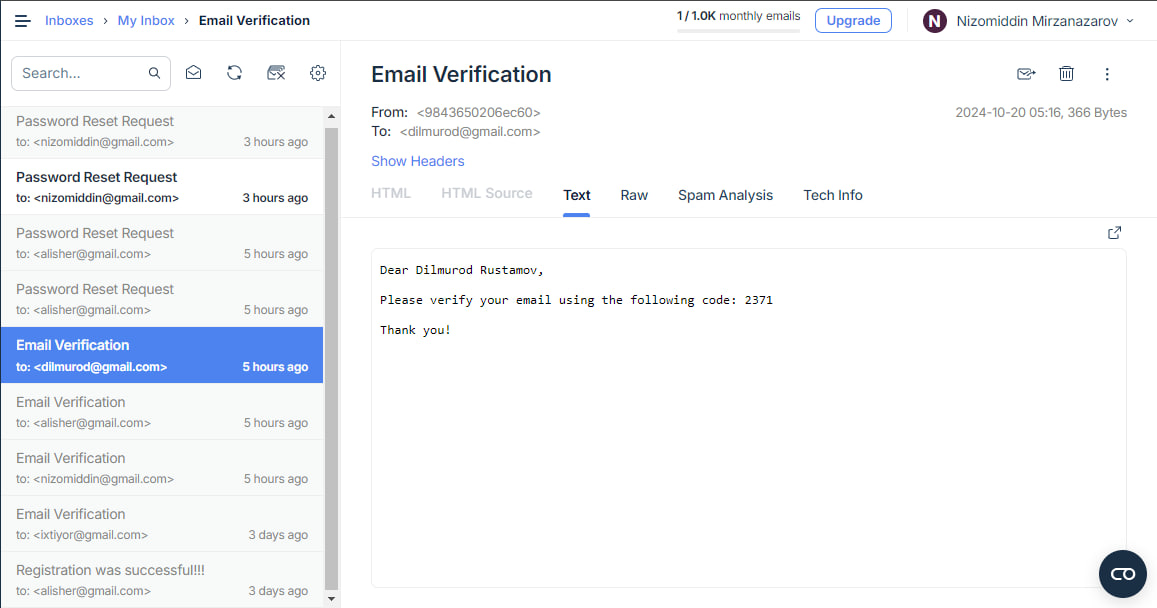 Inboxes › My Inbox › Email Verification
1 / 1.0K monthly emails
Upgrade
N Nizomiddin Mirzanazarov
Search...
Password Reset Request
to: <nizomiddin@gmail.com> 3 hours ago
Password Reset Request
to: <nizomiddin@gmail.com> 3 hours ago
Password Reset Request
to: <alisher@gmail.com> 5 hours ago
Password Reset Request
to: <alisher@gmail.com> 5 hours ago
Email Verification
to: <dilmurod@gmail.com> 5 hours ago
Email Verification
to: <alisher@gmail.com> 5 hours ago
Email Verification
to: <nizomiddin@gmail.com> 5 hours ago
Email Verification
to: <ixtiyor@gmail.com> 3 days ago
Registration was successful!!!
to: <alisher@gmail.com> 3 days ago
Email Verification
From: <9843650206ec60>
2024-10-20 05:16, 366 Bytes
To: <dilmurod@gmail.com>
Show Headers
HTML HTML Source Text Raw Spam Analysis Tech Info
Dear Dilmurod Rustamov,
Please verify your email using the following code: 2371
Thank you!